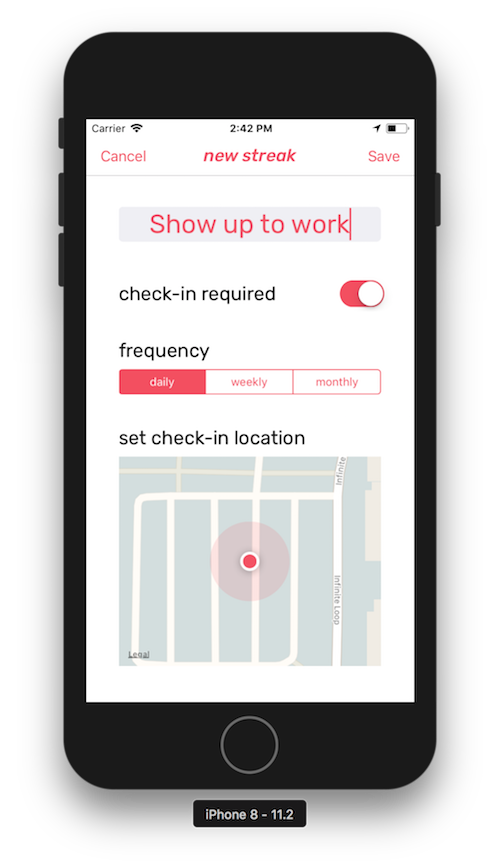 Carrier 2:42 PM
Cancel new streak Save
Show up to work
check-in required
frequency
daily weekly monthly
set check-in location
Infinite
Infinite Loop
Legal
iPhone 8 - 11.2